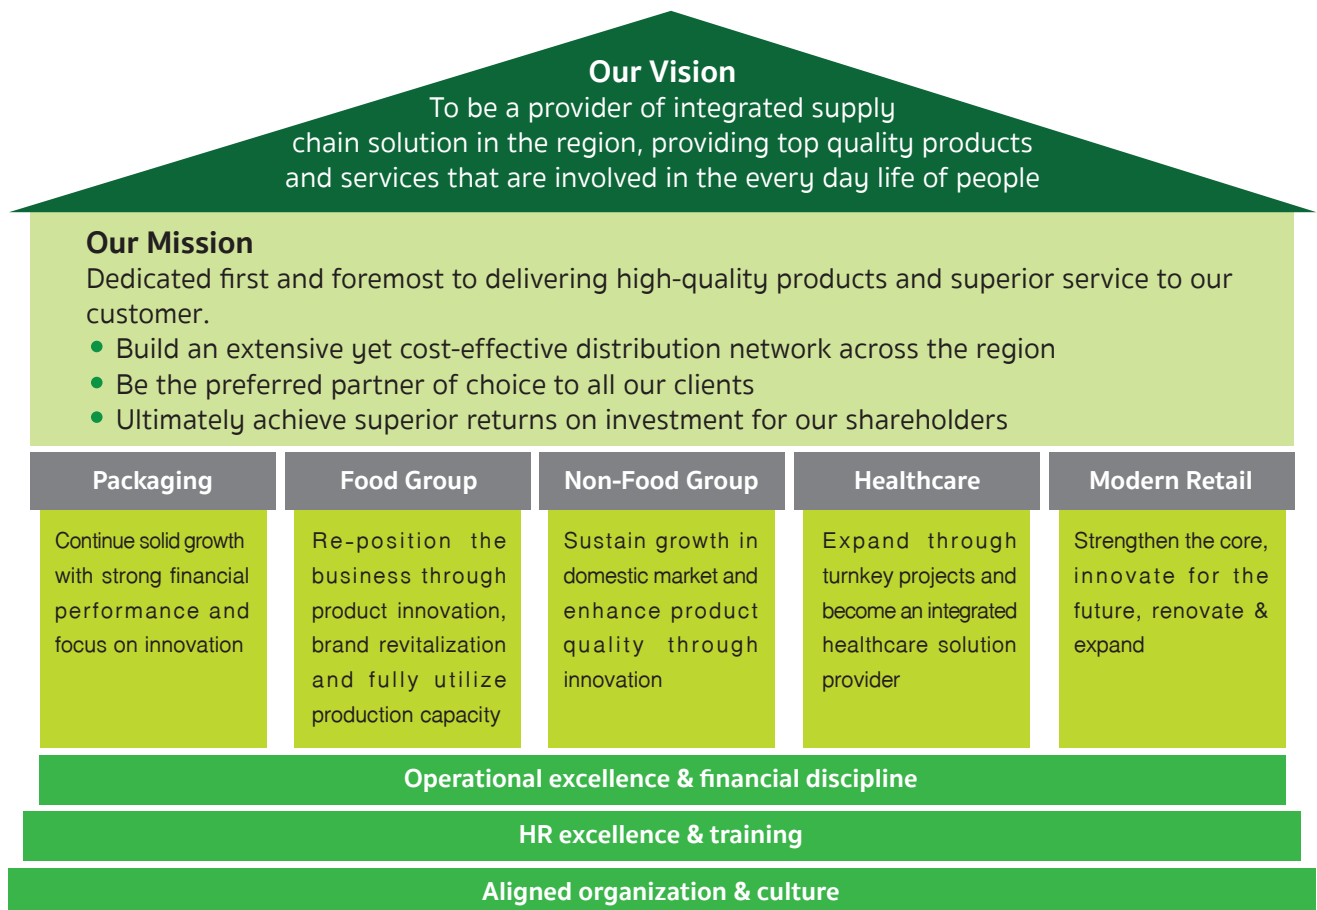 Our Vision
To be a provider of integrated supply
chain solution in the region, providing top quality products
and services that are involved in the every day life of people
Our Mission
Dedicated first and foremost to delivering high-quality products and superior service to our
customer.
• Build an extensive yet cost-effective distribution network across the region
• Be the preferred partner of choice to all our clients
• Ultimately achieve superior returns on investment for our shareholders
Packaging
Continue solid growth
with strong financial
performance and
focus on innovation
Food Group
Re-position the
business through
product innovation,
brand revitalization
and fully utilize
production capacity
Non-Food Group
Sustain growth in
domestic market and
enhance product
quality through
innovation
Healthcare
Expand through
turnkey projects and
become an integrated
healthcare solution
provider
Modern Retail
Strengthen the core,
innovate for the
future, renovate &
expand
Operational excellence & financial discipline
HR excellence & training
Aligned organization & culture